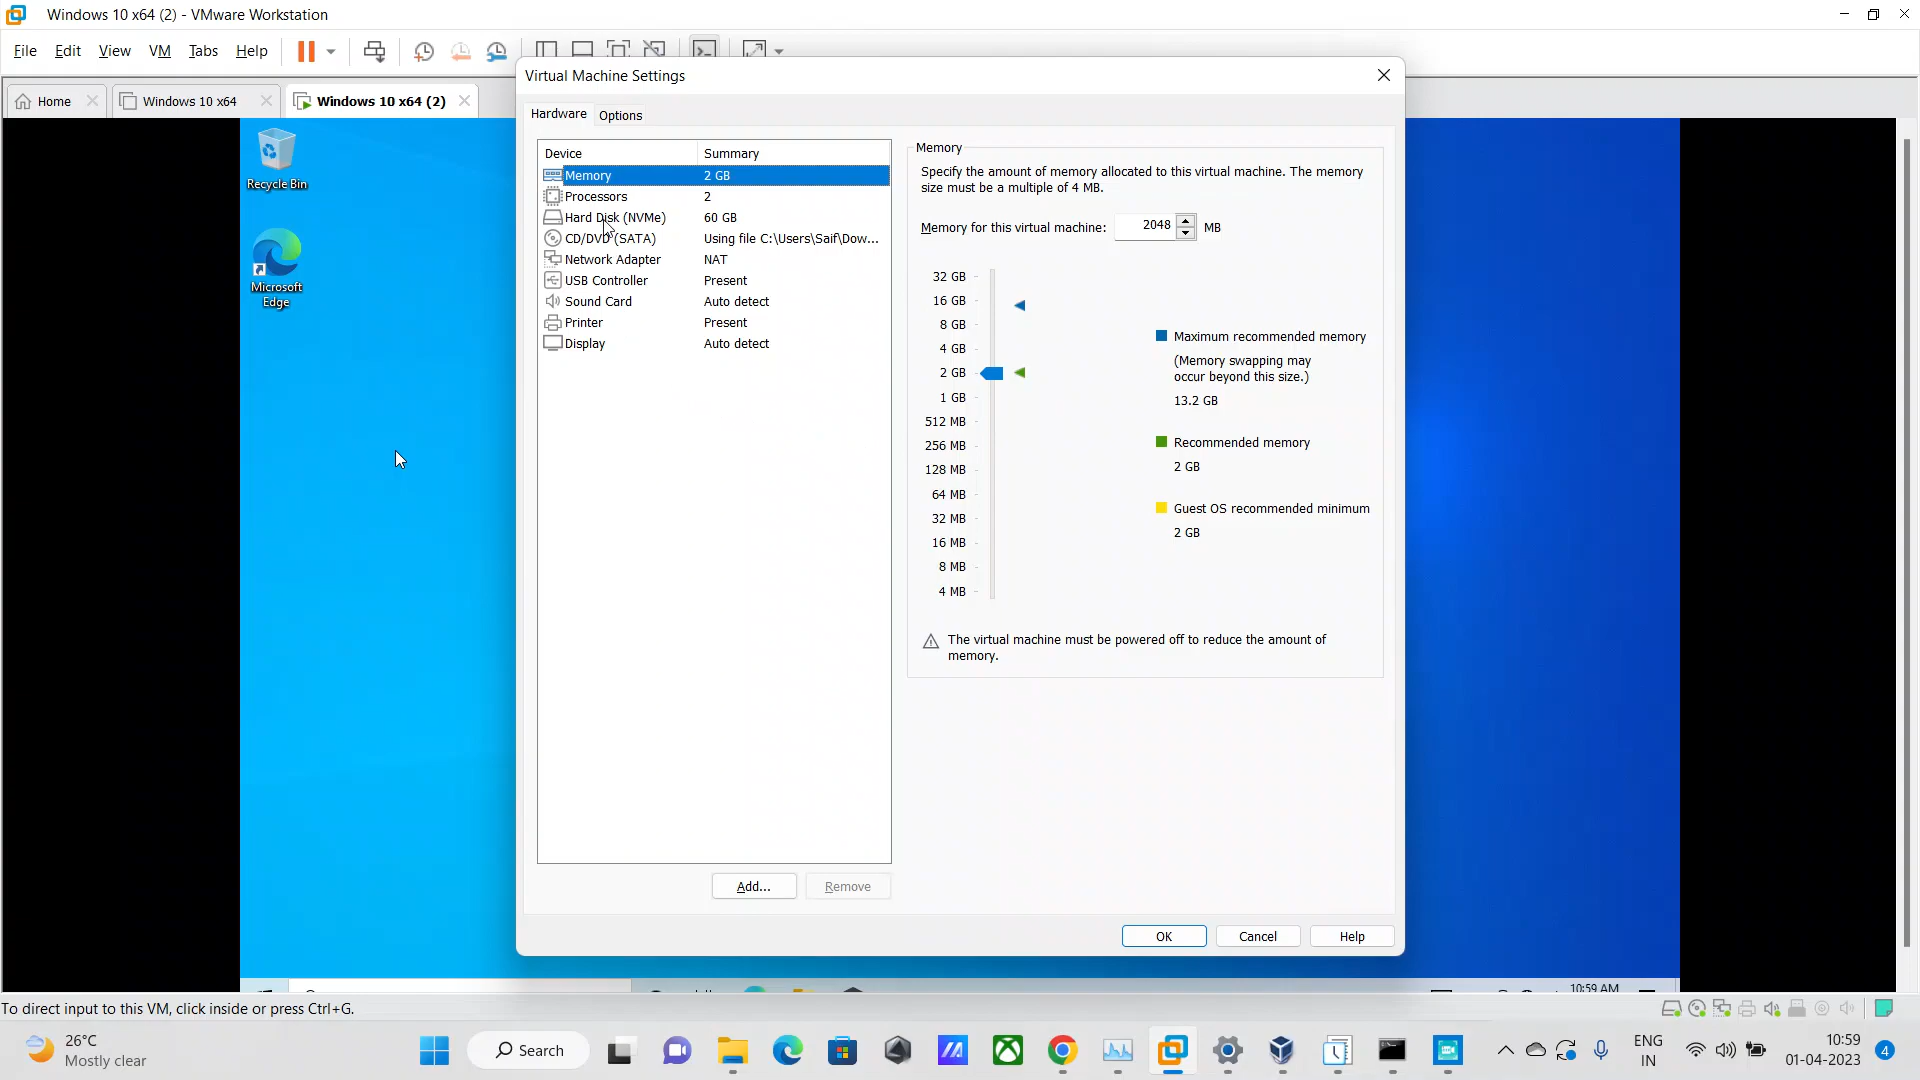 Windows 10 x64 (2) - VMware Workstation
File Edit View VM Tabs Help
Home
Windows 10 x64
Windows 10 x64 (2)
Recycle Bin
Microsoft
Edge
Virtual Machine Settings
Hardware
Options
Device Summary
Memory 2 GB
Processors 2
Hard Disk (NVMe) 60 GB
CD/DVD (SATA) Using file C:\Users\Saif\Dow...
Network Adapter NAT
USB Controller Present
Sound Card Auto detect
Printer Present
Display Auto detect
Add...
Remove
Memory
Specify the amount of memory allocated to this virtual machine. The memory
size must be a multiple of 4 MB.
Memory for this virtual machine: 2048 MB
32 GB
16 GB
8 GB
4 GB
2 GB
1 GB
512 MB
256 MB
128 MB
64 MB
32 MB
16 MB
8 MB
4 MB
Maximum recommended memory
(Memory swapping may
occur beyond this size.)
13.2 GB
Recommended memory
2 GB
Guest OS recommended minimum
2 GB
The virtual machine must be powered off to reduce the amount of
memory.
OK
Cancel
Help
10:59 AM
To direct input to this VM, click inside or press Ctrl+G.
26°C
Mostly clear
Search
ENG
IN
10:59
01-04-2023
4